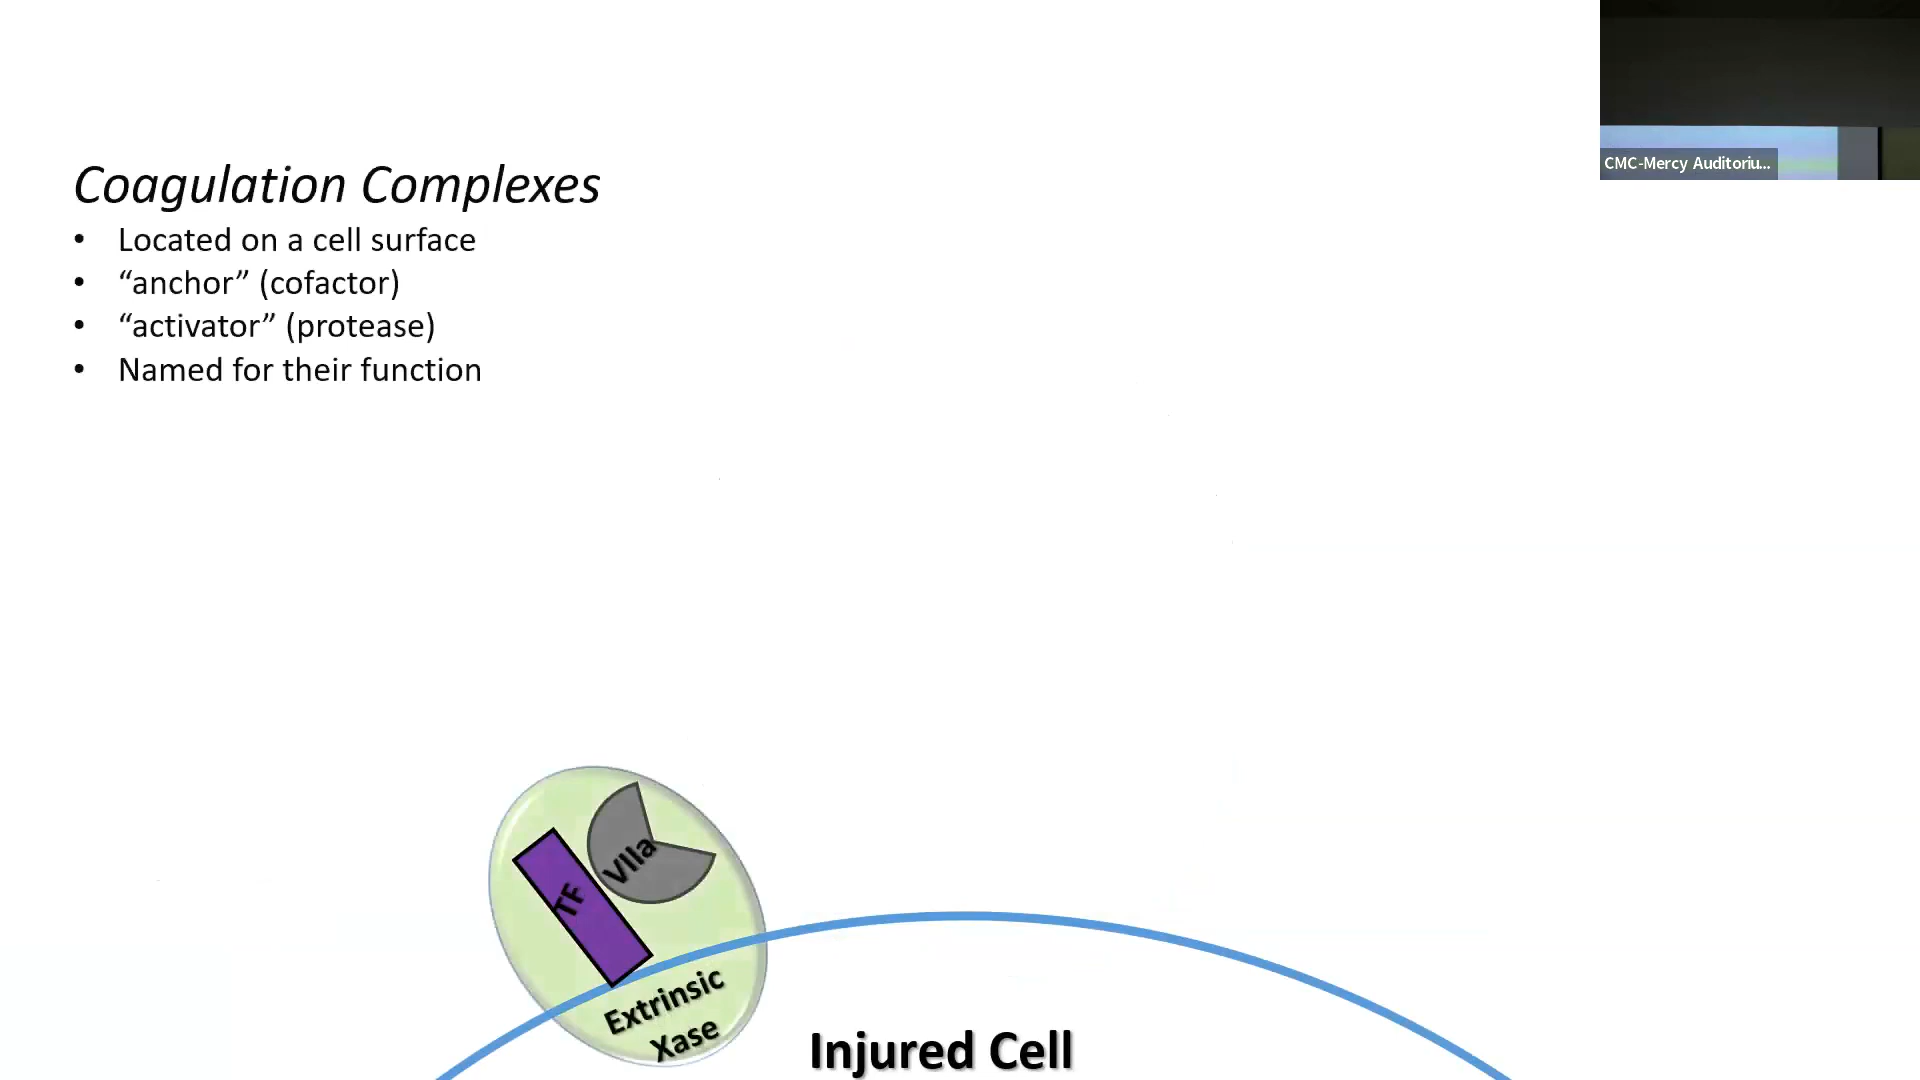 CMC-Mercy Auditoriu...
Coagulation Complexes
• Located on a cell surface
• “anchor” (cofactor)
• “activator” (protease)
• Named for their function
TF
VIIa
Extrinsic
Xase
Injured Cell